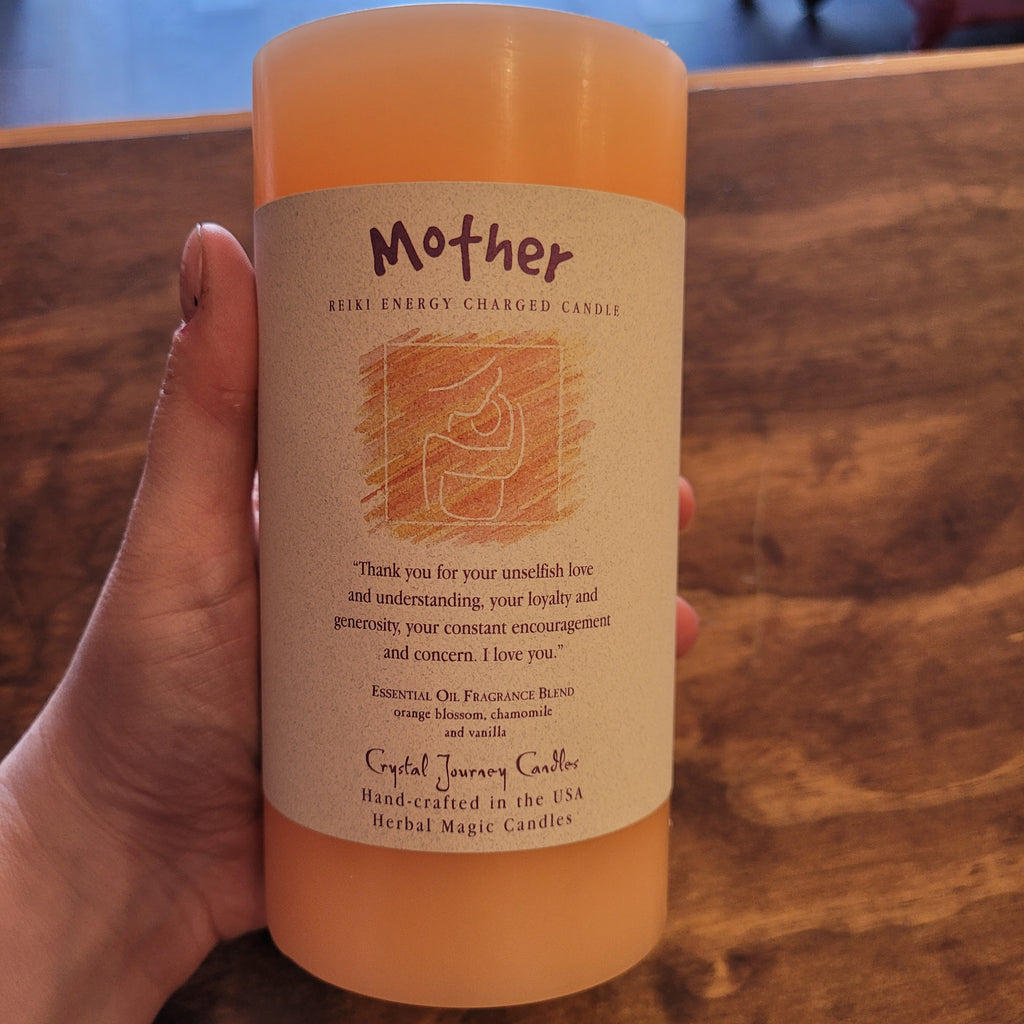 Mother
REIKI ENERGY CHARGED CANDLE
“Thank you for your unselfish love
and understanding, your loyalty and
generosity, your constant encouragement
and concern. I love you.”
ESSENTIAL OIL FRAGRANCE BLEND
orange blossom, chamomile
and vanilla
Crystal Journey Candles
Hand-crafted in the USA
Herbal Magic Candles